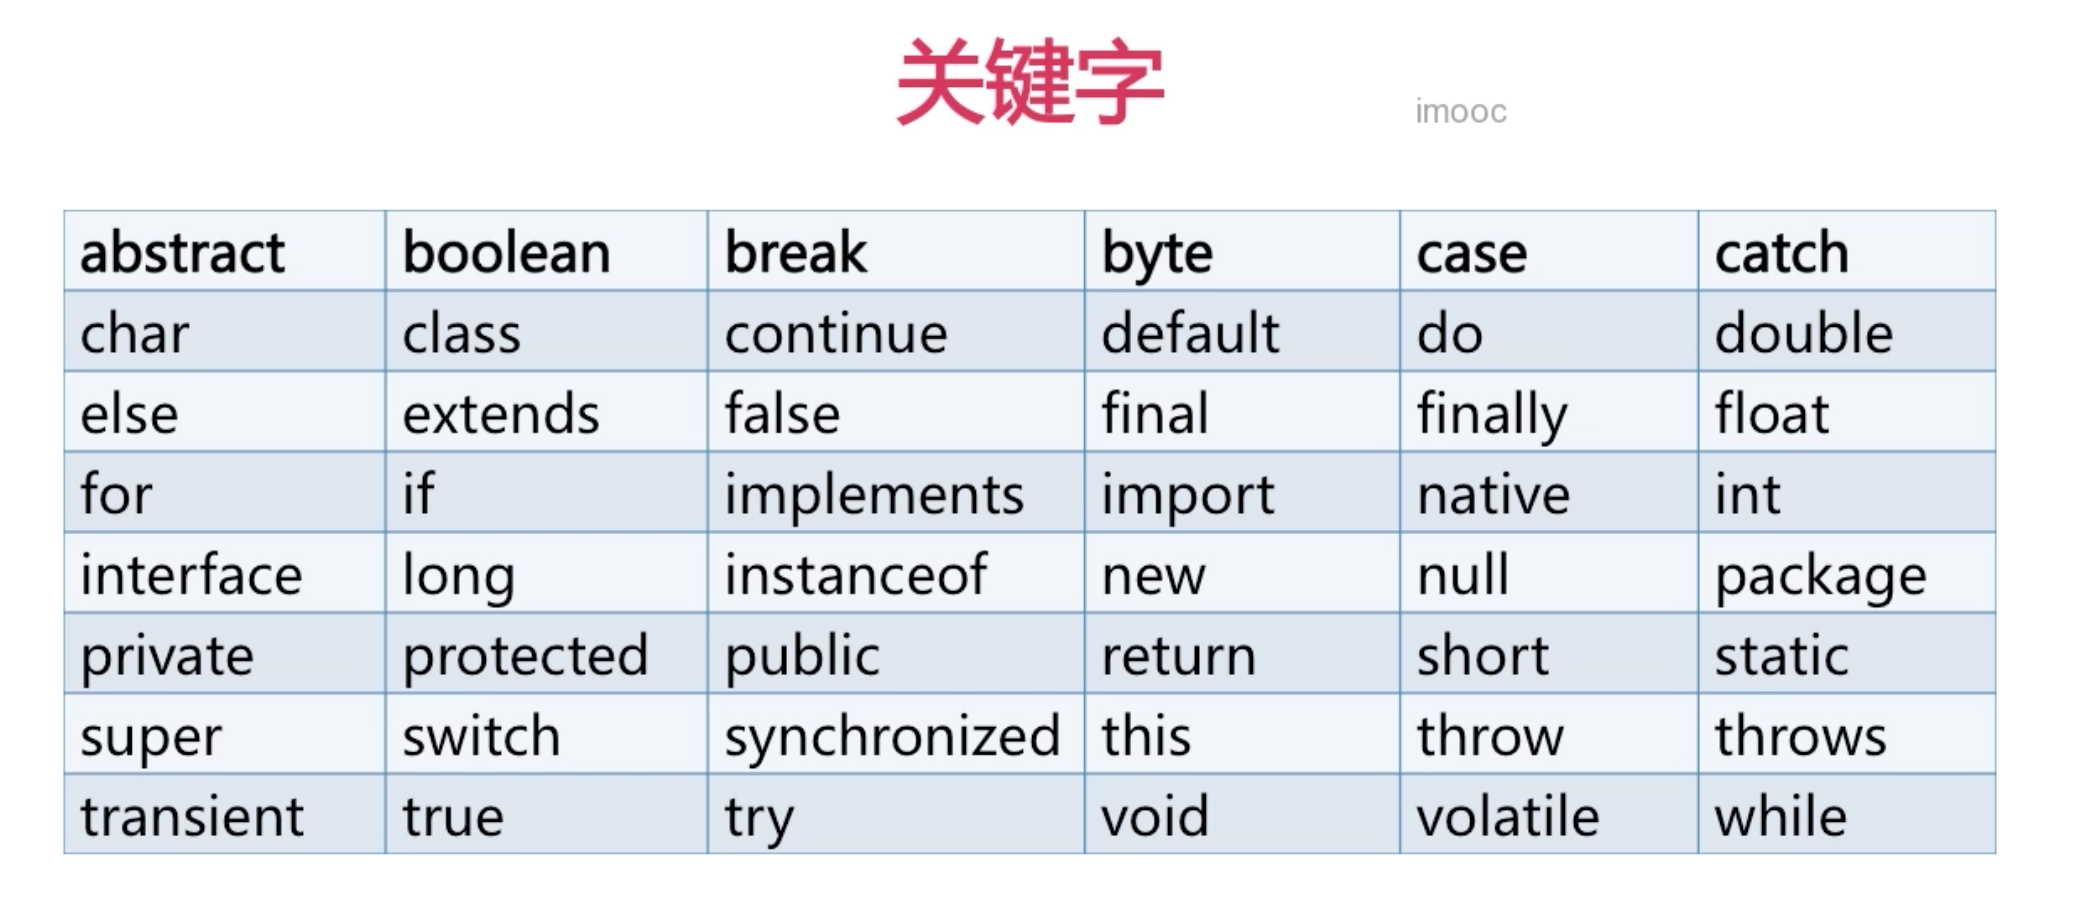 关键字
imooc
abstract boolean break byte case catch
char class continue default do double
else extends false final finally float
for if implements import native int
interface long instanceof new null package
private protected public return short static
super switch synchronized this throw throws
transient true try void volatile while